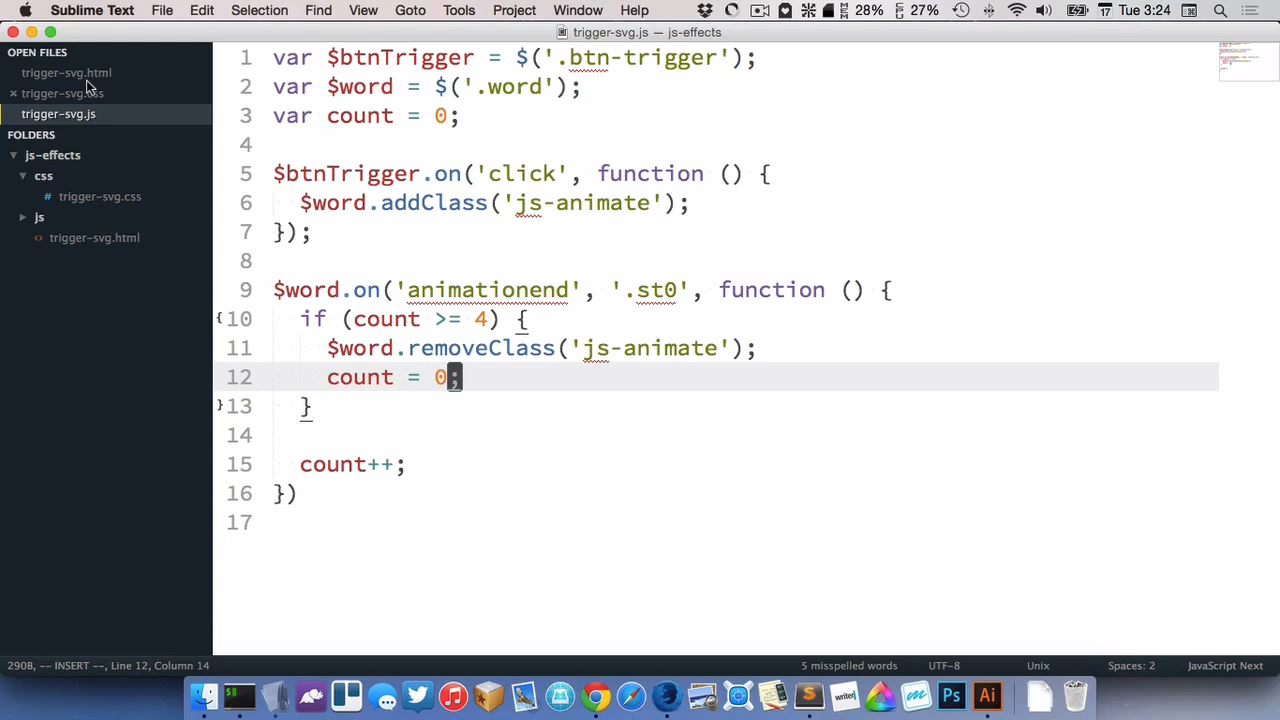 Sublime Text File Edit Selection Find View Goto Tools Project Window Help 28% 27% 17 Tue 3:24
trigger-svg.js — js-effects
OPEN FILES
trigger-svg.html
trigger-svg.css
trigger-svg.js
FOLDERS
js-effects
css
# trigger-svg.css
js
<> trigger-svg.html
1 var $btnTrigger = $('.btn-trigger');
2 var $word = $('.word');
3 var count = 0;
4
5 $btnTrigger.on('click', function () {
6 $word.addClass('js-animate');
7 });
8
9 $word.on('animationend', '.st0', function () {
10 if (count >= 4) {
11 $word.removeClass('js-animate');
12 count = 0;
13 }
14
15 count++;
16 })
17
2908, -- INSERT --, Line 12, Column 14 5 misspelled words UTF-8 Unix Spaces: 2 JavaScript Next
writer Ps Ai